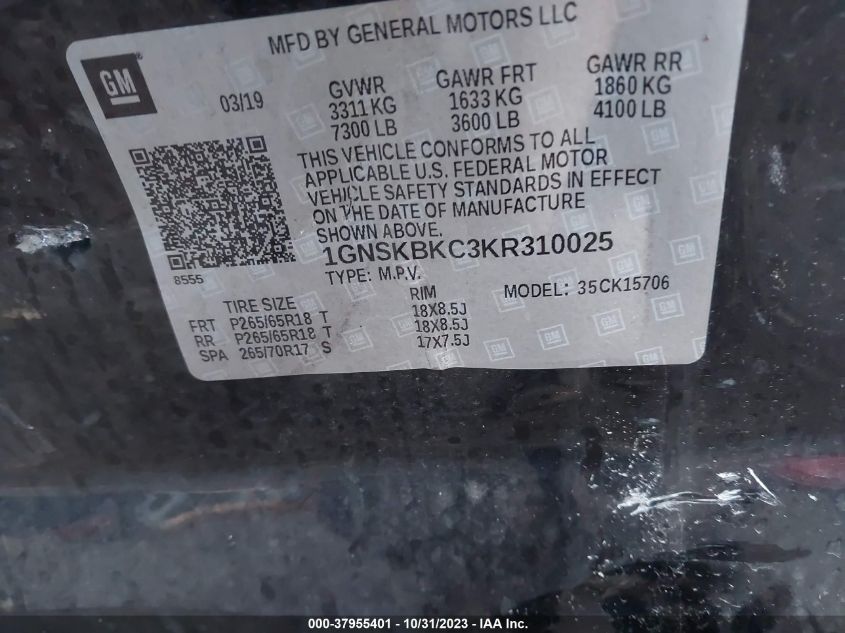 MFD BY GENERAL MOTORS LLC
GM
03/19
GVWR GAWR FRT GAWR RR
3311 KG 1633 KG 1860 KG
7300 LB 3600 LB 4100 LB
THIS VEHICLE CONFORMS TO ALL
APPLICABLE U.S. FEDERAL MOTOR
VEHICLE SAFETY STANDARDS IN EFFECT
ON THE DATE OF MANUFACTURE
SHOWN ABOVE.
1GNSKBKC3KR310025
8555
TYPE: M.P.V.
MODEL: 35CK15706
TIRE SIZE RIM
FRT P265/65R18 T 18X8.5J
RR P265/65R18 T 18X8.5J
SPA 265/70R17 S 17X7.5J
000-37955401 - 10/31/2023 - IAA Inc.